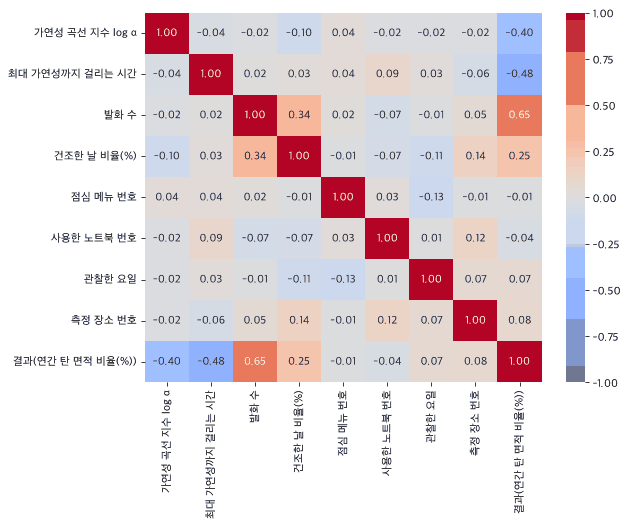 가연성 곡선 지수 log α 1.00 −0.04 −0.02 −0.10 0.04 −0.02 −0.02 −0.02 −0.40
최대 가연성까지 걸리는 시간 −0.04 1.00 0.02 0.03 0.04 0.09 0.03 −0.06 −0.48
발화 수 −0.02 0.02 1.00 0.34 0.02 −0.07 −0.01 0.05 0.65
건조한 날 비율(%) −0.10 0.03 0.34 1.00 −0.01 −0.07 −0.11 0.14 0.25
점심 메뉴 번호 0.04 0.04 0.02 −0.01 1.00 0.03 −0.13 −0.01 −0.01
사용한 노트북 번호 −0.02 0.09 −0.07 −0.07 0.03 1.00 0.01 0.12 −0.04
관찰한 요일 −0.02 0.03 −0.01 −0.11 −0.13 0.01 1.00 0.07 0.07
측정 장소 번호 −0.02 −0.06 0.05 0.14 −0.01 0.12 0.07 1.00 0.08
결과(연간 탄 면적 비율(%)) −0.40 −0.48 0.65 0.25 −0.01 −0.04 0.07 0.08 1.00
가연성 곡선 지수 log α
최대 가연성까지 걸리는 시간
발화 수
건조한 날 비율(%)
점심 메뉴 번호
사용한 노트북 번호
관찰한 요일
측정 장소 번호
결과(연간 탄 면적 비율(%))
1.00
0.75
0.50
0.25
0.00
−0.25
−0.50
−0.75
−1.00